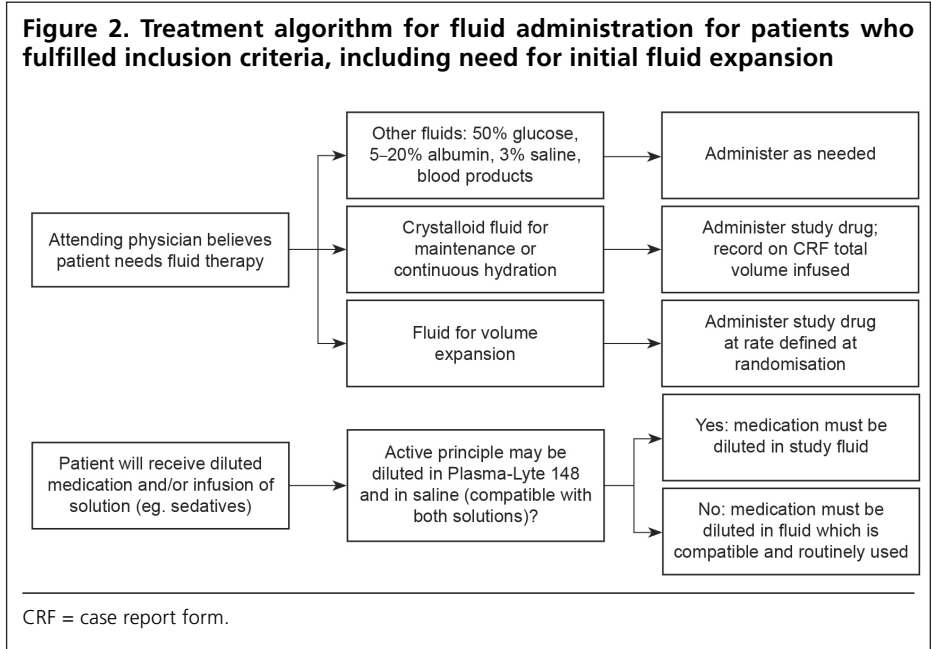 Figure 2. Treatment algorithm for fluid administration for patients who
fulfilled inclusion criteria, including need for initial fluid expansion
Attending physician believes
patient needs fluid therapy
Other fluids: 50% glucose,
5–20% albumin, 3% saline,
blood products
Administer as needed
Crystalloid fluid for
maintenance or
continuous hydration
Administer study drug;
record on CRF total
volume infused
Fluid for volume
expansion
Administer study drug
at rate defined at
randomisation
Patient will receive diluted
medication and/or infusion of
solution (eg. sedatives)
Active principle may be
diluted in Plasma-Lyte 148
and in saline (compatible with
both solutions)?
Yes: medication must be
diluted in study fluid
No: medication must be
diluted in fluid which is
compatible and routinely used
CRF = case report form.